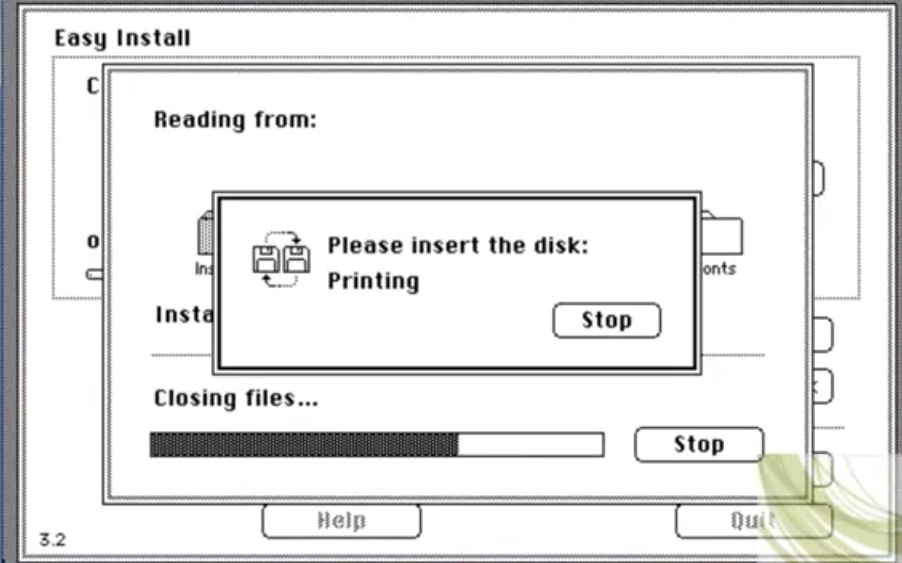 Easy Install
C
Reading from:
Please insert the disk:
Printing
Stop
Ins
onts
o
Insta
Closing files...
Stop
Help
Quit
3.2